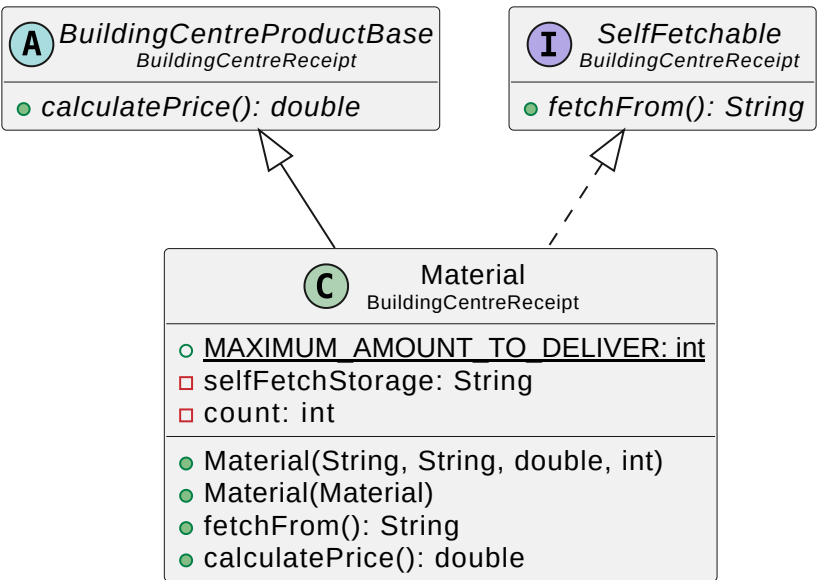 A BuildingCentreProductBase
BuildingCentreReceipt
calculatePrice(): double
I SelfFetchable
BuildingCentreReceipt
fetchFrom(): String
C Material
BuildingCentreReceipt
MAXIMUM_AMOUNT_TO_DELIVER: int
selfFetchStorage: String
count: int
Material(String, String, double, int)
Material(Material)
fetchFrom(): String
calculatePrice(): double